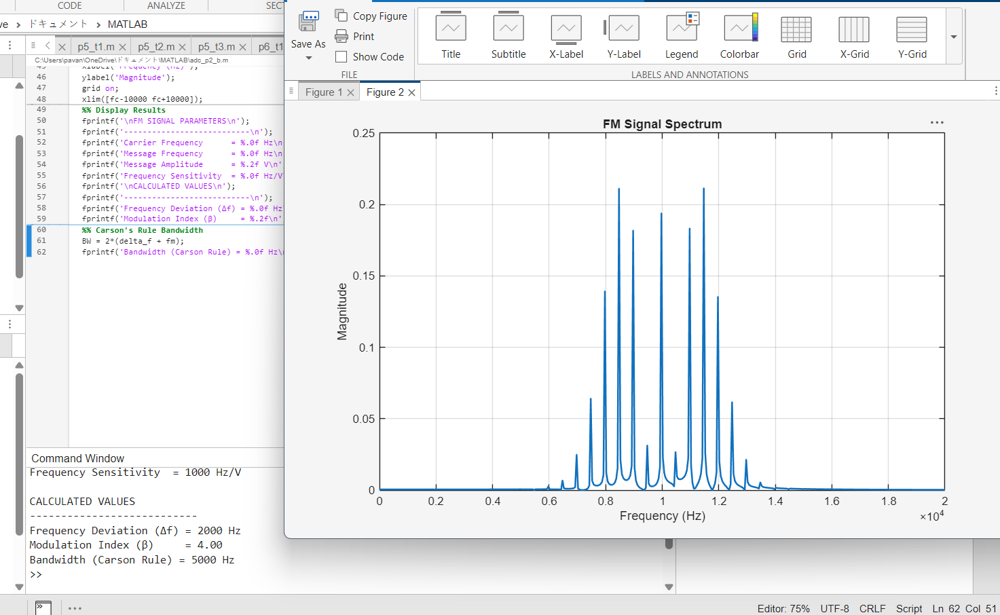 CODE
ANALYZE
SECT
ve › ドキュメント › MATLAB
p5_t1.m
p5_t2.m
p5_t3.m
p6_t1
C:\Users\pavan\OneDrive\ドキュメント\MATLAB\adc_p2_b.m
45 xlabel('Frequency (Hz)');
46 ylabel('Magnitude');
47 grid on;
48 xlim([fc-10000 fc+10000]);
49 %% Display Results
50 fprintf('\nFM SIGNAL PARAMETERS\n');
51 fprintf('---------------------------\n');
52 fprintf('Carrier Frequency      = %.0f Hz\n
53 fprintf('Message Frequency      = %.0f Hz\n
54 fprintf('Message Amplitude      = %.2f V\n'
55 fprintf('Frequency Sensitivity  = %.0f Hz/V
56 fprintf('\nCALCULATED VALUES\n');
57 fprintf('---------------------------\n');
58 fprintf('Frequency Deviation (Δf) = %.0f Hz
59 fprintf('Modulation Index (β)     = %.2f\n'
60 %% Carson's Rule Bandwidth
61 BW = 2*(delta_f + fm);
62 fprintf('Bandwidth (Carson Rule) = %.0f Hz\n
Command Window
Frequency Sensitivity  = 1000 Hz/V
CALCULATED VALUES
---------------------------
Frequency Deviation (Δf) = 2000 Hz
Modulation Index (β)     = 4.00
Bandwidth (Carson Rule) = 5000 Hz
>>
Save As
Copy Figure
Print
Show Code
FILE
Title
Subtitle
X-Label
Y-Label
Legend
Colorbar
Grid
X-Grid
Y-Grid
LABELS AND ANNOTATIONS
Figure 1
Figure 2
FM Signal Spectrum
0.25
0.2
0.15
0.1
0.05
0
Magnitude
0 0.2 0.4 0.6 0.8 1 1.2 1.4 1.6 1.8 2
Frequency (Hz)
×10⁴
Editor: 75% UTF-8 CRLF Script Ln 62 Col 51